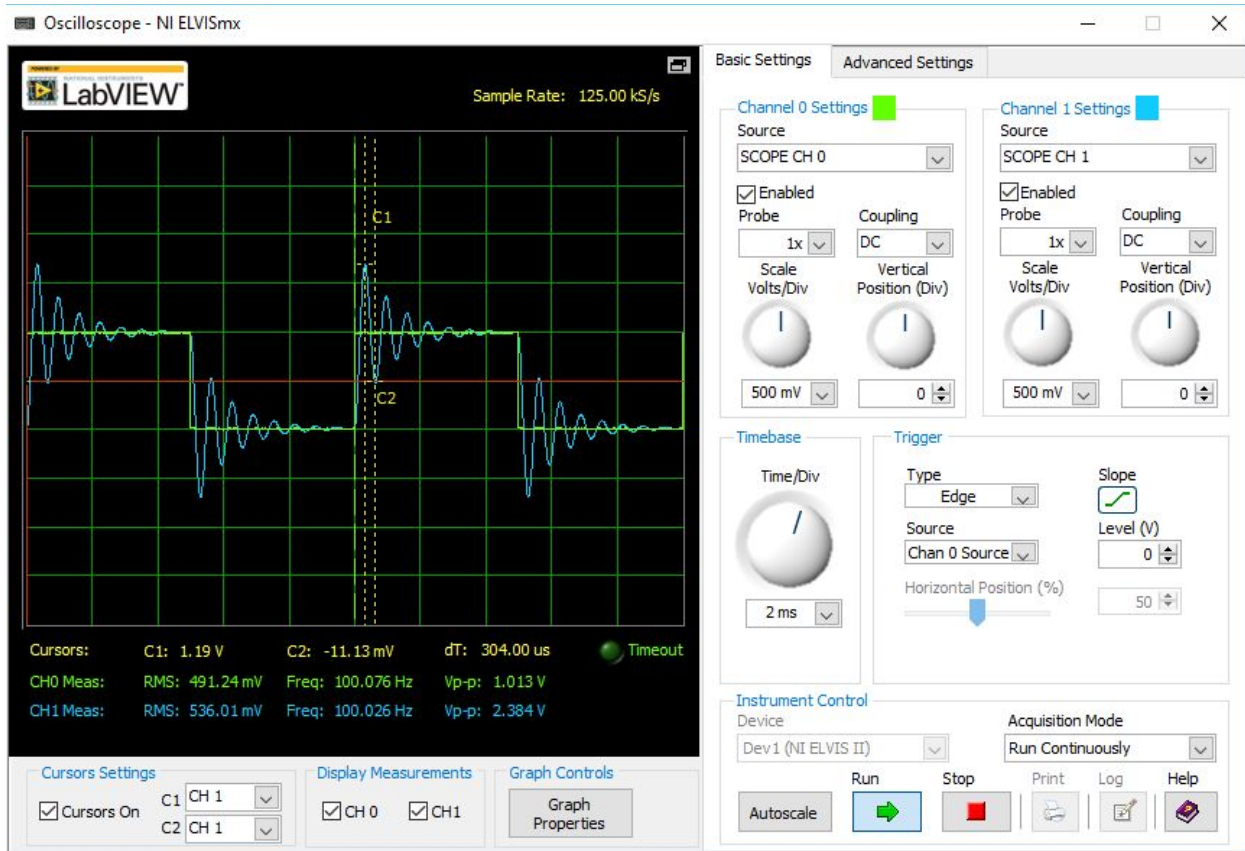 Oscilloscope - NI ELVISmx
POWERED BY
NATIONAL INSTRUMENTS
LabVIEW
Sample Rate: 125.00 kS/s
C1
C2
Cursors: C1: 1.19 V C2: -11.13 mV dT: 304.00 us Timeout
CH0 Meas: RMS: 491.24 mV Freq: 100.076 Hz Vp-p: 1.013 V
CH1 Meas: RMS: 536.01 mV Freq: 100.026 Hz Vp-p: 2.384 V
Cursors Settings
Cursors On
C1 CH 1
C2 CH 1
Display Measurements
CH 0 CH1
Graph Controls
Graph
Properties
Basic Settings Advanced Settings
Channel 0 Settings
Source
SCOPE CH 0
Enabled
Probe Coupling
1x DC
Scale Vertical
Volts/Div Position (Div)
500 mV 0
Channel 1 Settings
Source
SCOPE CH 1
Enabled
Probe Coupling
1x DC
Scale Vertical
Volts/Div Position (Div)
500 mV 0
Timebase
Time/Div
2 ms
Trigger
Type Slope
Edge
Source Level (V)
Chan 0 Source 0
Horizontal Position (%)
50
Instrument Control
Device Acquisition Mode
Dev1 (NI ELVIS II) Run Continuously
Run Stop Print Log Help
Autoscale